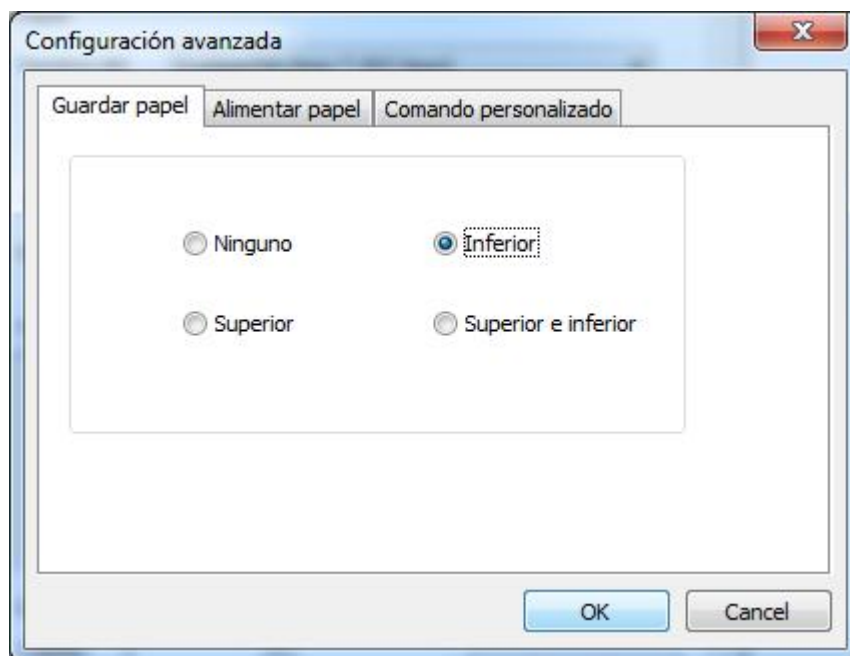 Configuración avanzada
Guardar papel Alimentar papel Comando personalizado
Ninguno Inferior
Superior Superior e inferior
OK Cancel